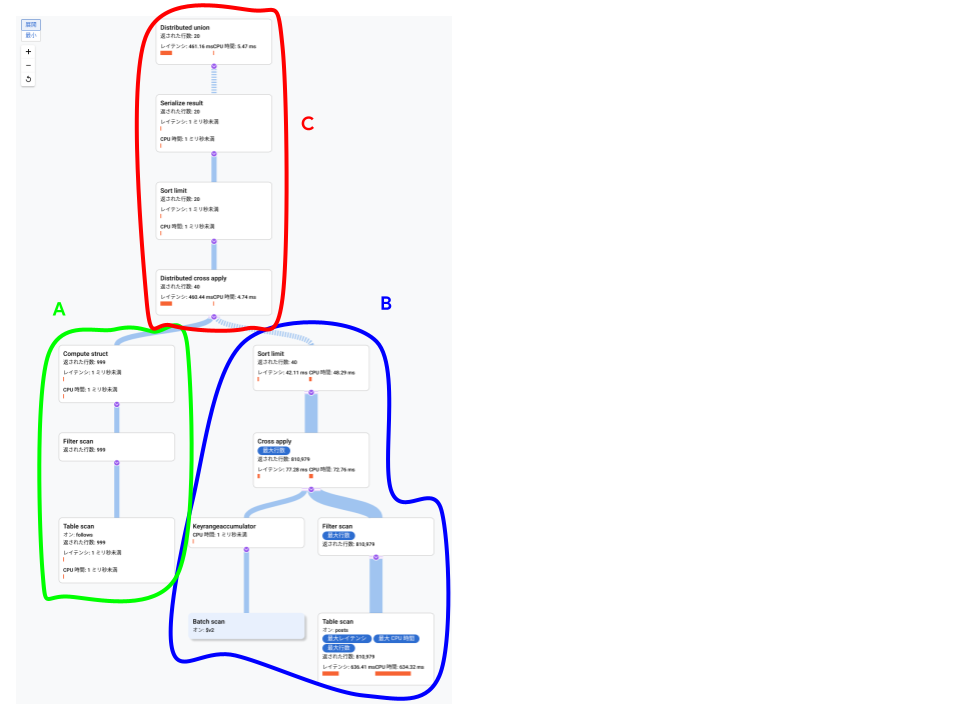 展開
最小
+
−
Distributed union
返された行数: 20
レイテンシ: 461.16 msCPU 時間: 5.47 ms
Serialize result
返された行数: 20
レイテンシ: 1 ミリ秒未満
CPU 時間: 1 ミリ秒未満
C
Sort limit
返された行数: 20
レイテンシ: 1 ミリ秒未満
CPU 時間: 1 ミリ秒未満
Distributed cross apply
返された行数: 40
レイテンシ: 460.44 msCPU 時間: 4.74 ms
A
Compute struct
返された行数: 999
レイテンシ: 1 ミリ秒未満
CPU 時間: 1 ミリ秒未満
Filter scan
返された行数: 999
Table scan
オン: follows
返された行数: 999
レイテンシ: 1 ミリ秒未満
CPU 時間: 1 ミリ秒未満
B
Sort limit
返された行数: 40
レイテンシ: 42.11 ms CPU 時間: 48.29 ms
Cross apply
最大行数
返された行数: 810,979
レイテンシ: 77.28 ms CPU 時間: 72.76 ms
Keyrangeaccumulator
CPU 時間: 1 ミリ秒未満
Batch scan
オン: $v2
Filter scan
最大行数
返された行数: 810,979
Table scan
オン: posts
最大レイテンシ 最大 CPU 時間
最大行数
返された行数: 810,979
レイテンシ: 636.41 msCPU 時間: 634.32 ms